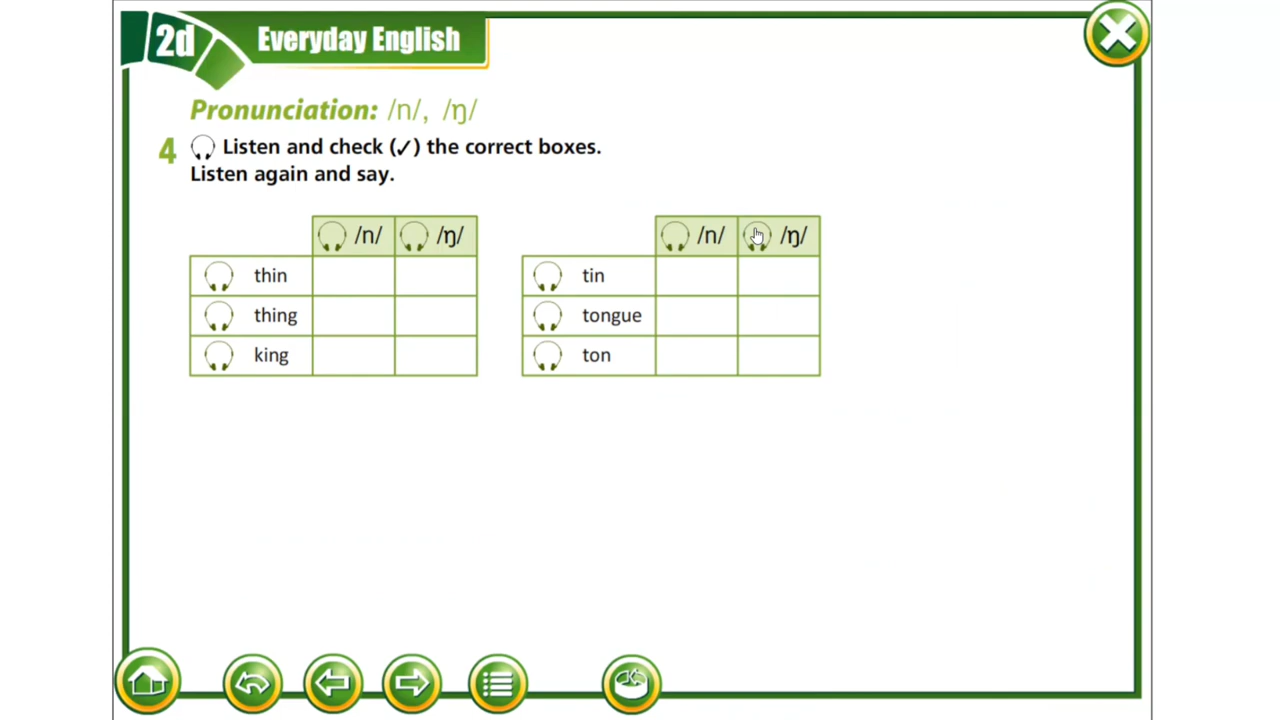 2d Everyday English
Pronunciation: /n/, /ŋ/
4 Listen and check (✓) the correct boxes.
Listen again and say.
/n/ /ŋ/
thin
thing
king
/n/ /ŋ/
tin
tongue
ton